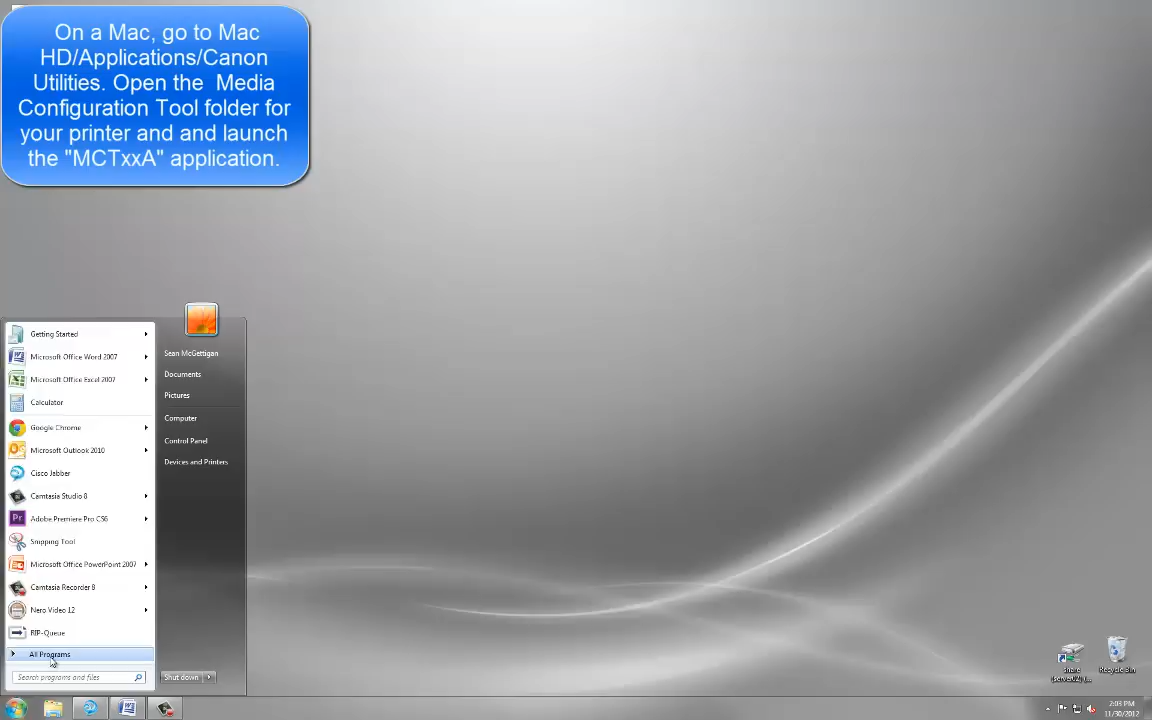 On a Mac, go to Mac
HD/Applications/Canon
Utilities. Open the Media
Configuration Tool folder for
your printer and and launch
the "MCTxxA" application.
Getting Started
Microsoft Office Word 2007
Microsoft Office Excel 2007
Calculator
Google Chrome
Microsoft Outlook 2010
Cisco Jabber
Camtasia Studio 8
Adobe Premiere Pro CS6
Snipping Tool
Microsoft Office PowerPoint 2007
Camtasia Recorder 8
Nero Video 12
RIP-Queue
All Programs
Search programs and files
Sean McGettigan
Documents
Pictures
Computer
Control Panel
Devices and Printers
Shut down
share
Recycle Bin
2:03 PM
11/30/2012